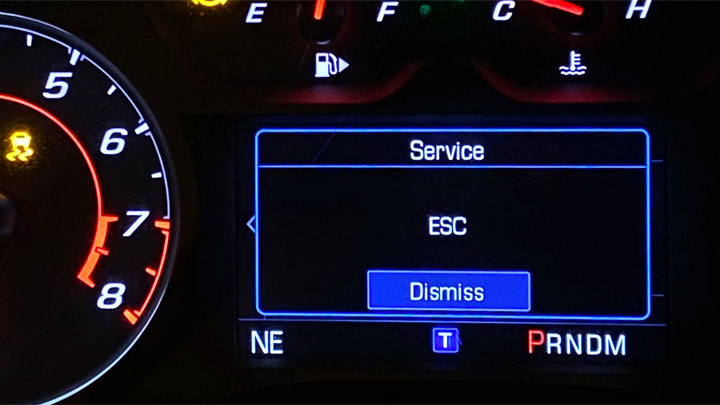 E F C H
5
6
7
8
Service
ESC
Dismiss
NE T PRNDM